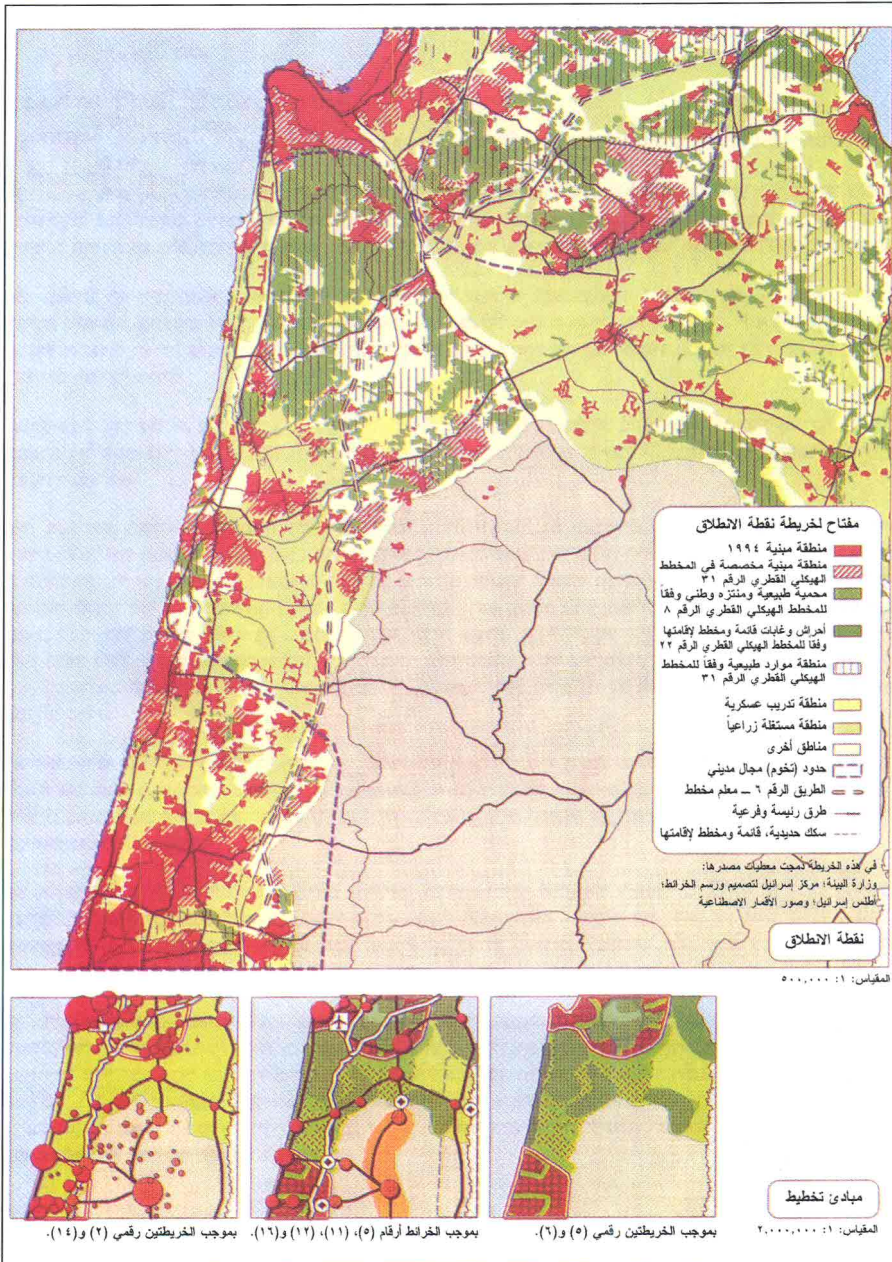 مفتاح لخريطة نقطة الانطلاق
منطقة مبنية ١٩٩٤
منطقة مبنية مخصصة في المخطط
الهيكلي القطري الرقم ٣١
محمية طبيعية ومنتزه وطني وفقاً
للمخطط الهيكلي القطري الرقم ٨
أحراش وغابات قائمة ومخطط لإقامتها
وفقاً للمخطط الهيكلي القطري الرقم ٢٢
منطقة موارد طبيعية وفقاً للمخطط
الهيكلي القطري الرقم ٣١
منطقة تدريب عسكرية
منطقة مستغلة زراعياً
مناطق أخرى
حدود (تخوم) مجال مديني
الطريق الرقم ٦ ــ معلم مخطط
طرق رئيسة وفرعية
سكك حديدية، قائمة ومخطط لإقامتها
في هذه الخريطة دُمجت معطيات مصدرها:
وزارة البيئة؛ مركز إسرائيل لتصميم ورسم الخرائط؛
أطلس إسرائيل؛ وصور الأقمار الاصطناعية
نقطة الانطلاق
المقياس: ١: ٥٠٠,٠٠٠
مبادئ تخطيط
المقياس: ١: ٢,٠٠٠,٠٠٠
بموجب الخريطتين رقمي (٥) و(٦).
بموجب الخرائط أرقام (٥)، (١١)، (١٢) و(١٦).
بموجب الخريطتين رقمي (٢) و(١٤).